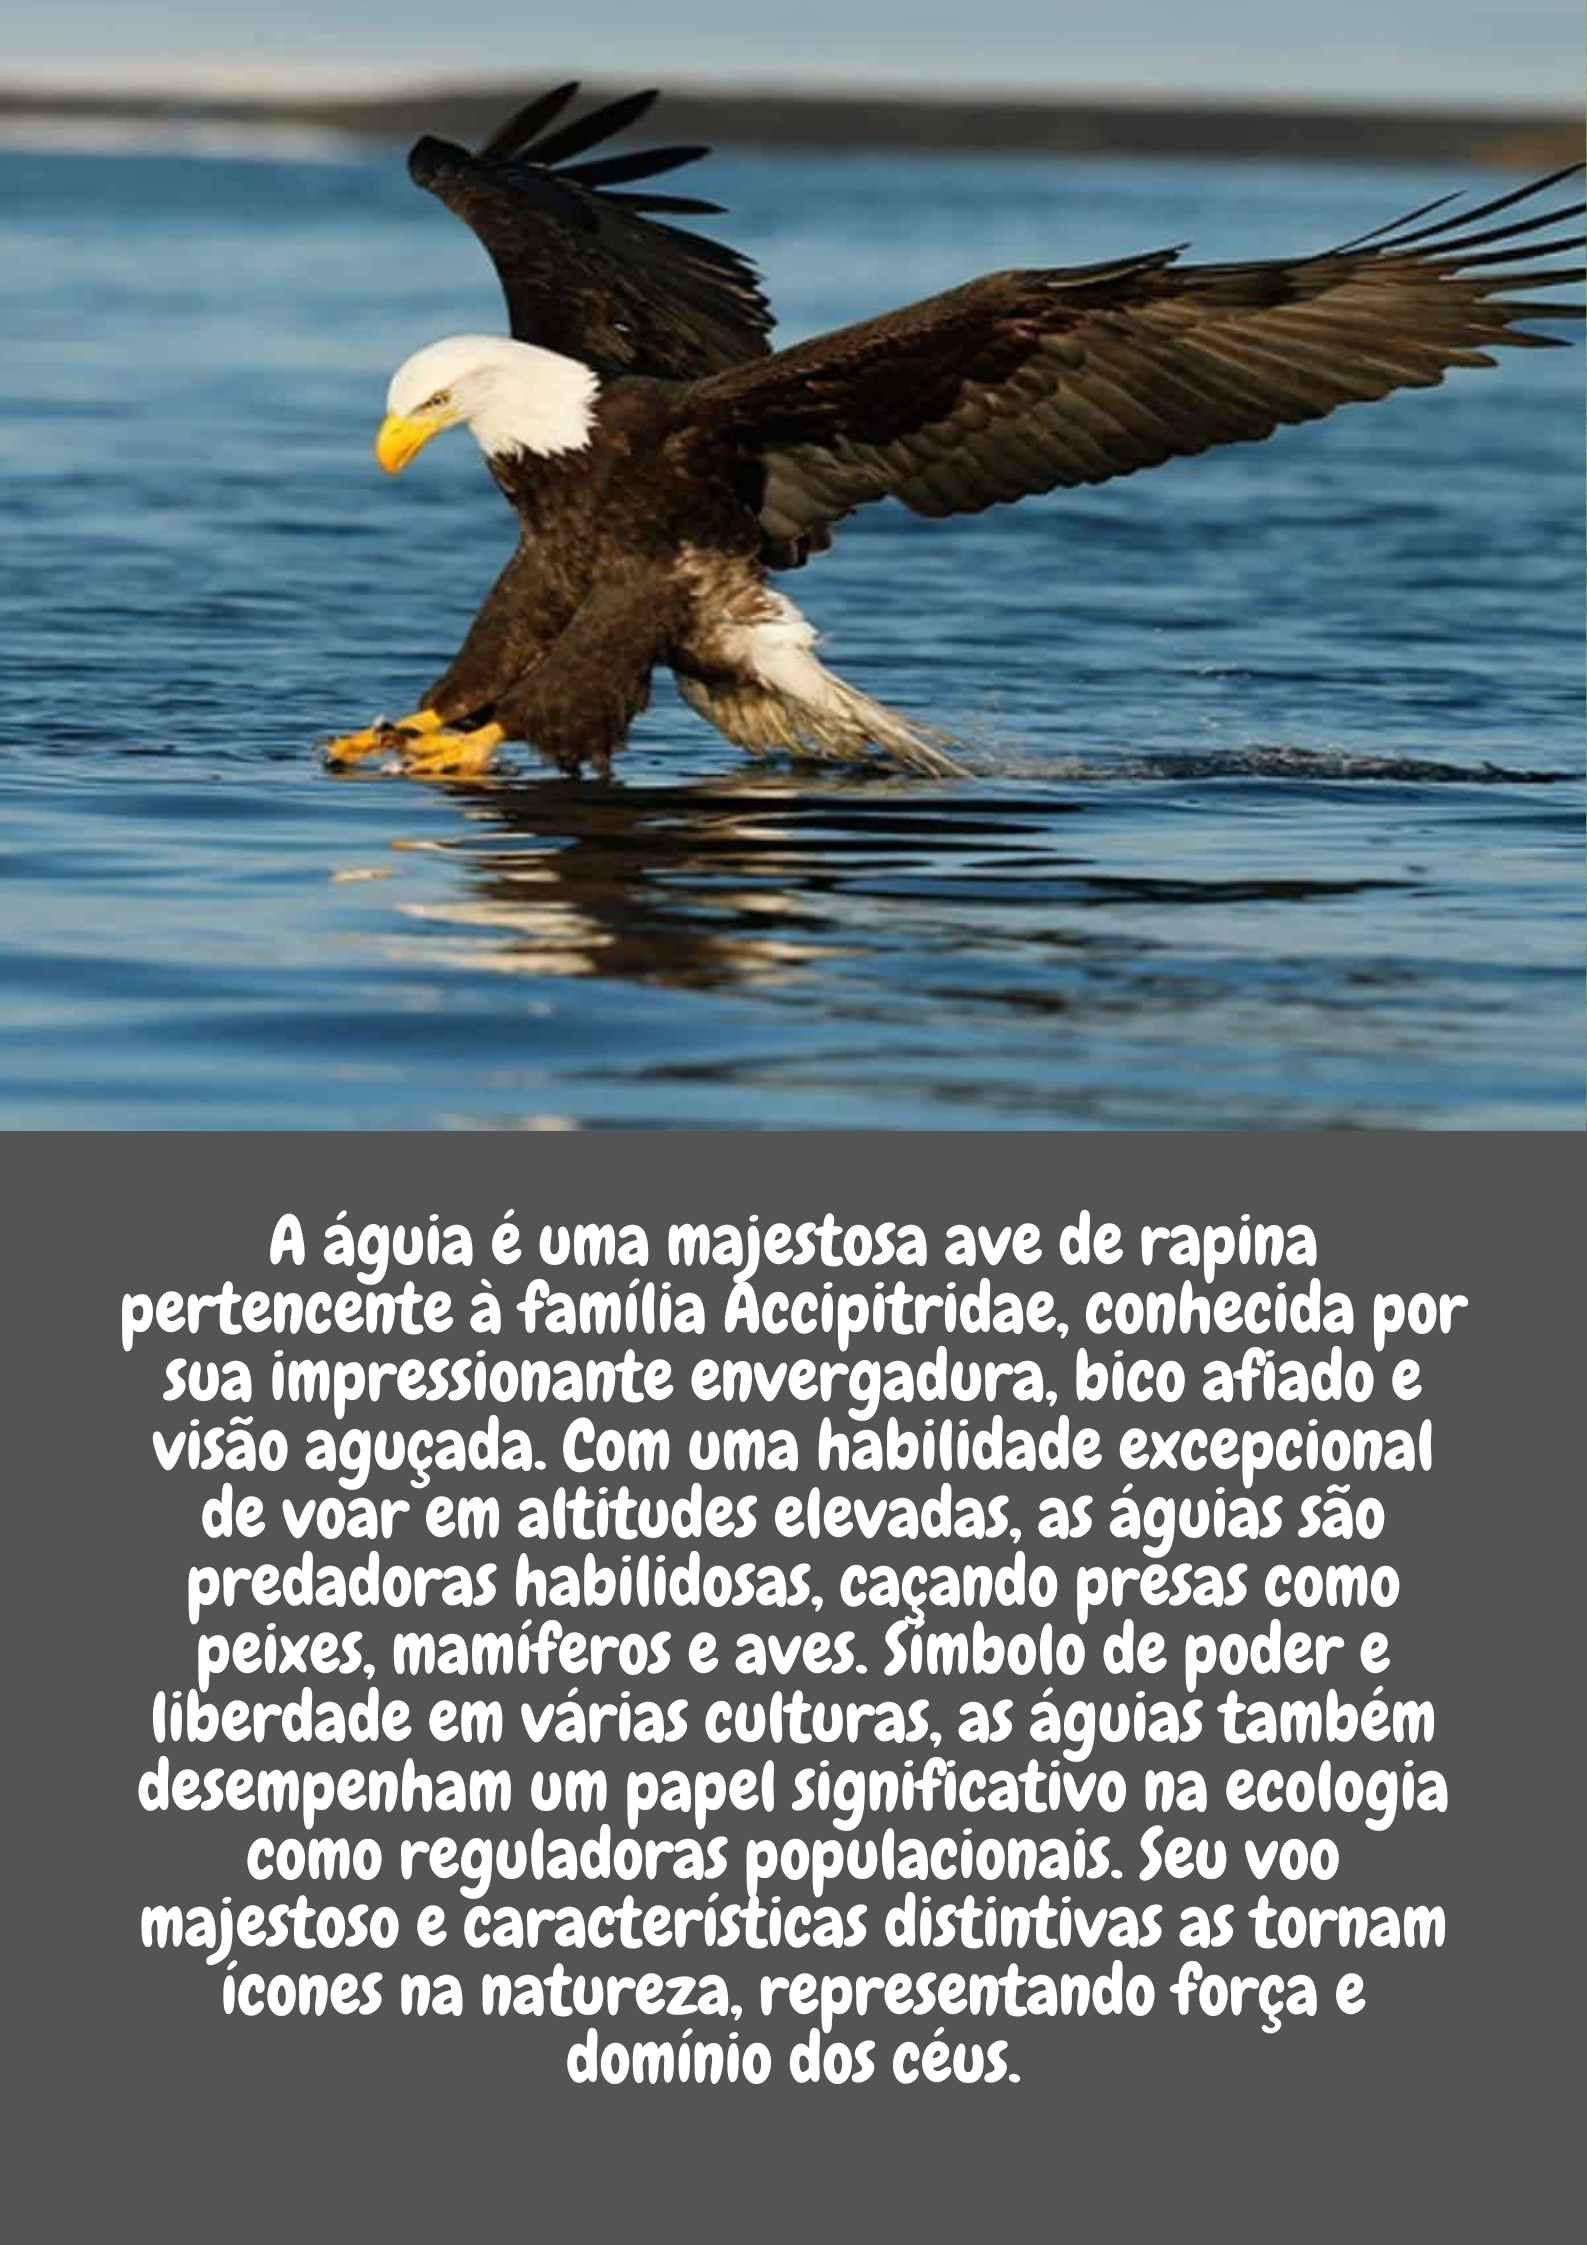 A águia é uma majestosa ave de rapina
pertencente à família Accipitridae, conhecida por
sua impressionante envergadura, bico afiado e
visão aguçada. Com uma habilidade excepcional
de voar em altitudes elevadas, as águias são
predadoras habilidosas, caçando presas como
peixes, mamíferos e aves. Símbolo de poder e
liberdade em várias culturas, as águias também
desempenham um papel significativo na ecologia
como reguladoras populacionais. Seu voo
majestoso e características distintivas as tornam
ícones na natureza, representando força e
domínio dos céus.